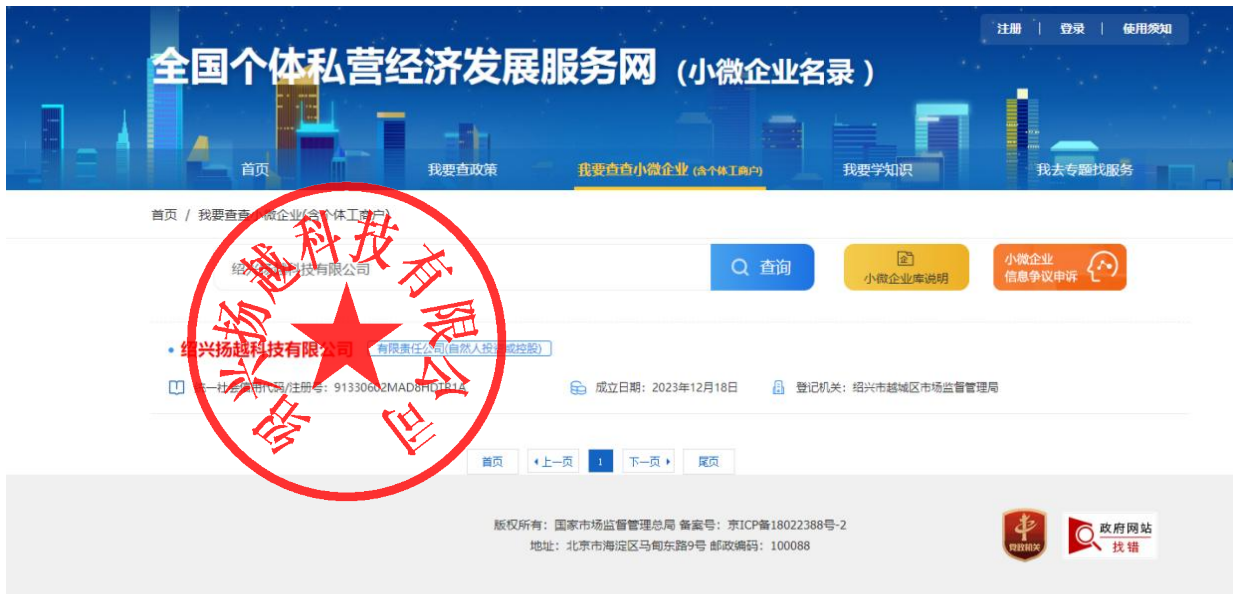 注册 | 登录 | 使用须知
全国个体私营经济发展服务网 (小微企业名录)
首页 我要查政策 我要查查小微企业 (含个体工商户) 我要学知识 我去专题找服务
首页 / 我要查查小微企业(含个体工商户)
绍兴扬越科技有限公司 查询 小微企业库说明 小微企业 信息争议申诉
绍兴扬越科技有限公司
• 绍兴扬越科技有限公司 有限责任公司(自然人投资或控股)
统一社会信用代码/注册号: 91330602MAD8HDTR1A 成立日期: 2023年12月18日 登记机关: 绍兴市越城区市场监督管理局
首页 上一页 1 下一页 尾页
版权所有: 国家市场监督管理总局 备案号: 京ICP备18022388号-2
地址: 北京市海淀区马甸东路9号 邮政编码: 100088
党政机关
政府网站
找错